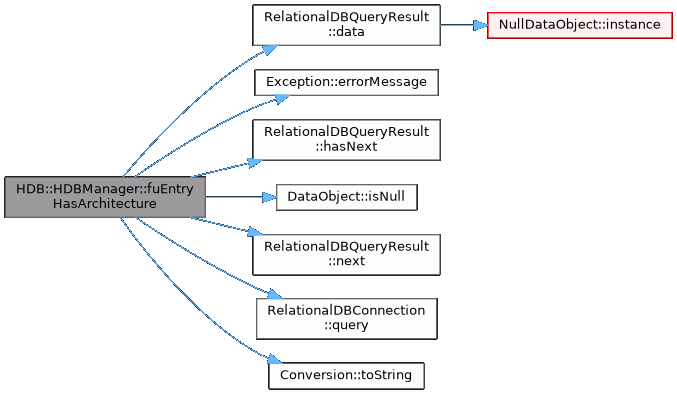 RelationalDBQueryResult
::data
NullDataObject::instance
Exception::errorMessage
RelationalDBQueryResult
::hasNext
HDB::HDBManager::fuEntry
HasArchitecture
DataObject::isNull
RelationalDBQueryResult
::next
RelationalDBConnection
::query
Conversion::toString